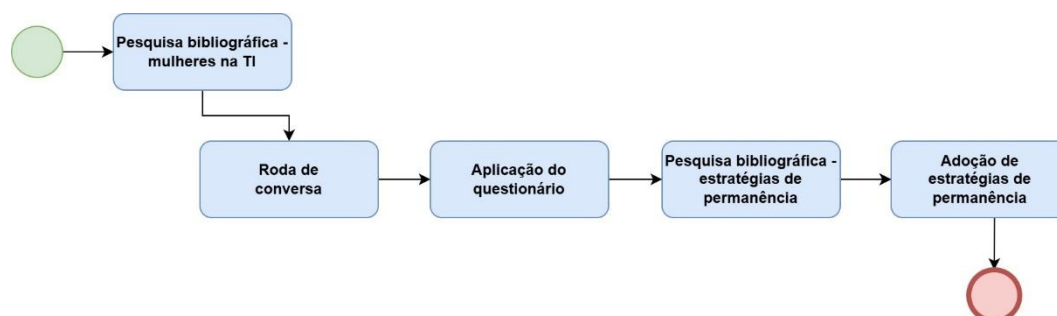 Pesquisa bibliográfica -
mulheres na TI
Roda de
conversa
Aplicação do
questionário
Pesquisa bibliográfica -
estratégias de
permanência
Adoção de
estratégias de
permanência